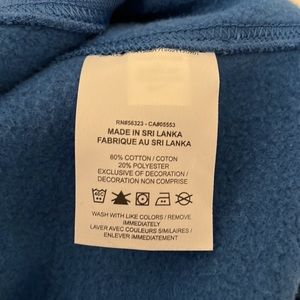 RN#56323 - CA#05553
MADE IN SRI LANKA
FABRIQUE AU SRI LANKA
80% COTTON / COTON
20% POLYESTER
EXCLUSIVE OF DECORATION /
DECORATION NON COMPRISE
WASH WITH LIKE COLORS / REMOVE
IMMEDIATELY
LAVER AVEC COULEURS SIMILAIRES /
ENLEVER IMMEDIATEMENT